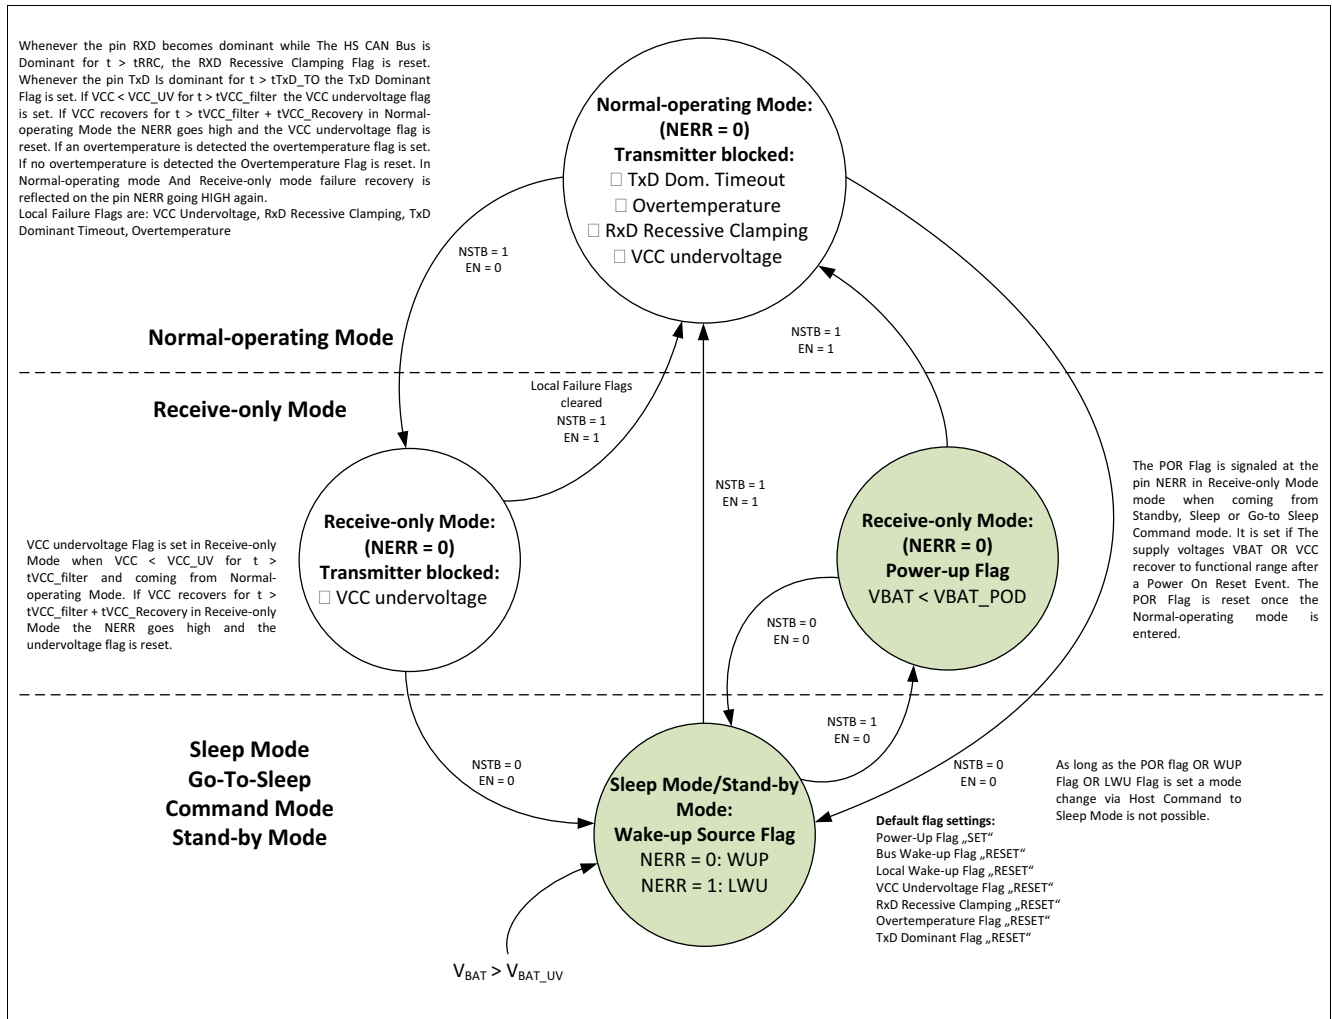 Whenever the pin RXD becomes dominant while The HS CAN Bus is
Dominant for t > tRRC, the RXD Recessive Clamping Flag is reset.
Whenever the pin TxD Is dominant for t > tTxD_TO the TxD Dominant
Flag is set. If VCC < VCC_UV for t > tVCC_filter the VCC undervoltage flag
is set. If VCC recovers for t > tVCC_filter + tVCC_Recovery in Normal-
operating Mode the NERR goes high and the VCC undervoltage flag is
reset. If an overtemperature is detected the overtemperature flag is set.
If no overtemperature is detected the Overtemperature Flag is reset. In
Normal-operating mode And Receive-only mode failure recovery is
reflected on the pin NERR going HIGH again.
Local Failure Flags are: VCC Undervoltage, RxD Recessive Clamping, TxD
Dominant Timeout, Overtemperature
Normal-operating Mode:
(NERR = 0)
Transmitter blocked:
□ TxD Dom. Timeout
□ Overtemperature
□ RxD Recessive Clamping
□ VCC undervoltage
NSTB = 1
EN = 0
NSTB = 1
EN = 1
Normal-operating Mode
Receive-only Mode
Local Failure Flags
cleared
NSTB = 1
EN = 1
NSTB = 1
EN = 1
Receive-only Mode:
(NERR = 0)
Transmitter blocked:
□ VCC undervoltage
Receive-only Mode:
(NERR = 0)
Power-up Flag
VBAT < VBAT_POD
The POR Flag is signaled at the
pin NERR in Receive-only Mode
mode when coming from
Standby, Sleep or Go-to Sleep
Command mode. It is set if The
supply voltages VBAT OR VCC
recover to functional range after
a Power On Reset Event. The
POR Flag is reset once the
Normal-operating mode is
entered.
VCC undervoltage Flag is set in Receive-only
Mode when VCC < VCC_UV for t >
tVCC_filter and coming from Normal-
operating Mode. If VCC recovers for t >
tVCC_filter + tVCC_Recovery in Receive-only
Mode the NERR goes high and the
undervoltage flag is reset.
NSTB = 0
EN = 0
NSTB = 1
EN = 0
Sleep Mode
Go-To-Sleep
Command Mode
Stand-by Mode
NSTB = 0
EN = 0
NSTB = 0
EN = 0
Sleep Mode/Stand-by
Mode:
Wake-up Source Flag
NERR = 0: WUP
NERR = 1: LWU
As long as the POR flag OR WUP
Flag OR LWU Flag is set a mode
change via Host Command to
Sleep Mode is not possible.
Default flag settings:
Power-Up Flag „SET“
Bus Wake-up Flag „RESET“
Local Wake-up Flag „RESET“
VCC Undervoltage Flag „RESET“
RxD Recessive Clamping „RESET“
Overtemperature Flag „RESET“
TxD Dominant Flag „RESET“
VBAT > VBAT_UV